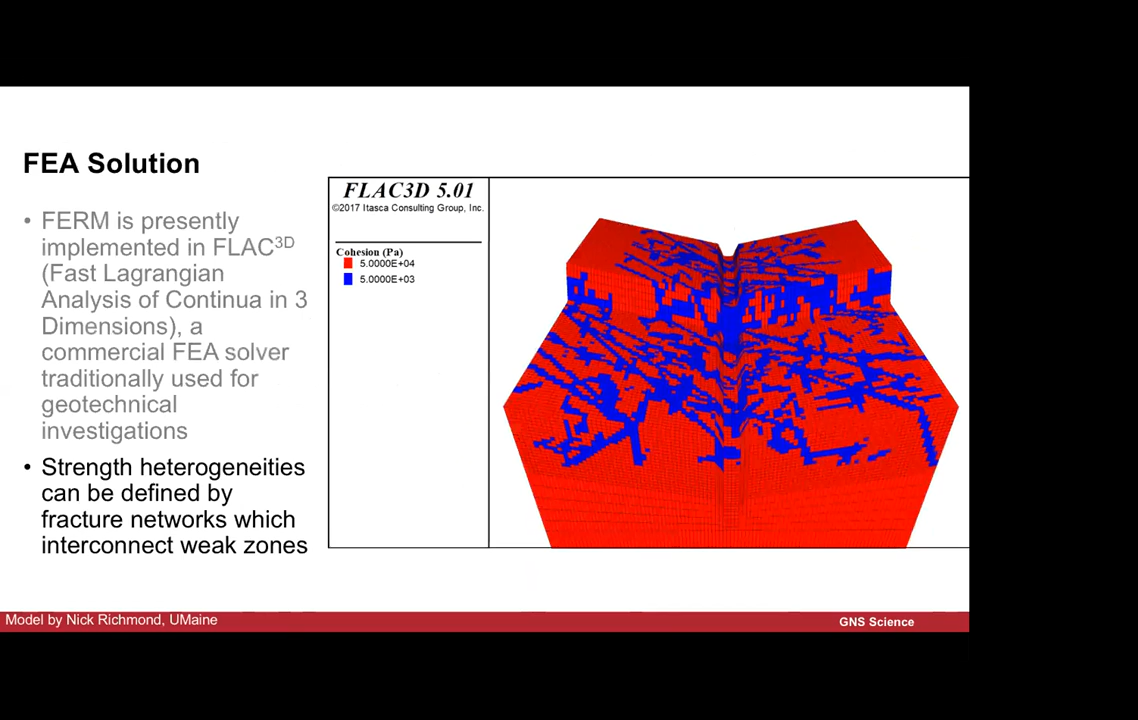 FEA Solution
• FERM is presently
implemented in FLAC3D
(Fast Lagrangian
Analysis of Continua in 3
Dimensions), a
commercial FEA solver
traditionally used for
geotechnical
investigations
• Strength heterogeneities
can be defined by
fracture networks which
interconnect weak zones
FLAC3D 5.01
©2017 Itasca Consulting Group, Inc.
Cohesion (Pa)
5.0000E+04
5.0000E+03
Model by Nick Richmond, UMaine
GNS Science